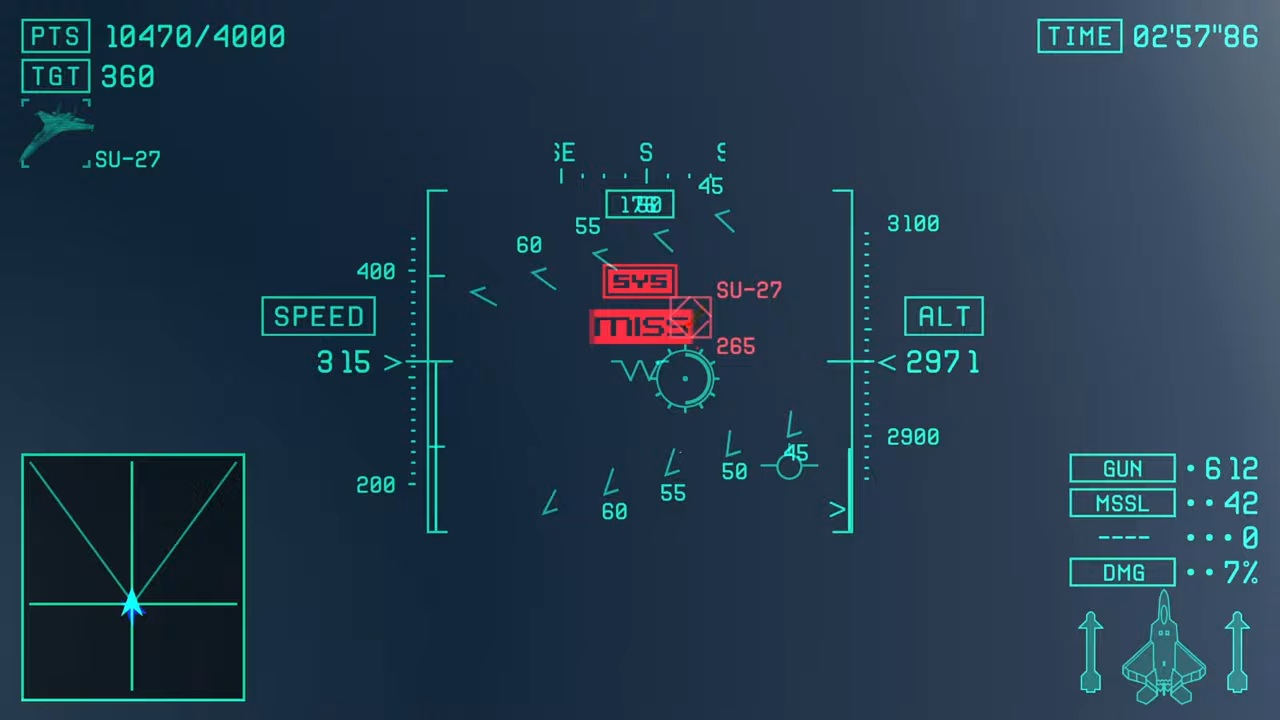 PTS 10470/4000
TIME 02'57"86
TGT 360
SU-27
SE S S
45
55
60
SYS
SU-27
MISS
265
400
SPEED
315 >
200
3100
ALT
< 2971
2900
45
50
55
60
>
GUN 612
MSSL 42
---- 0
DMG 7%